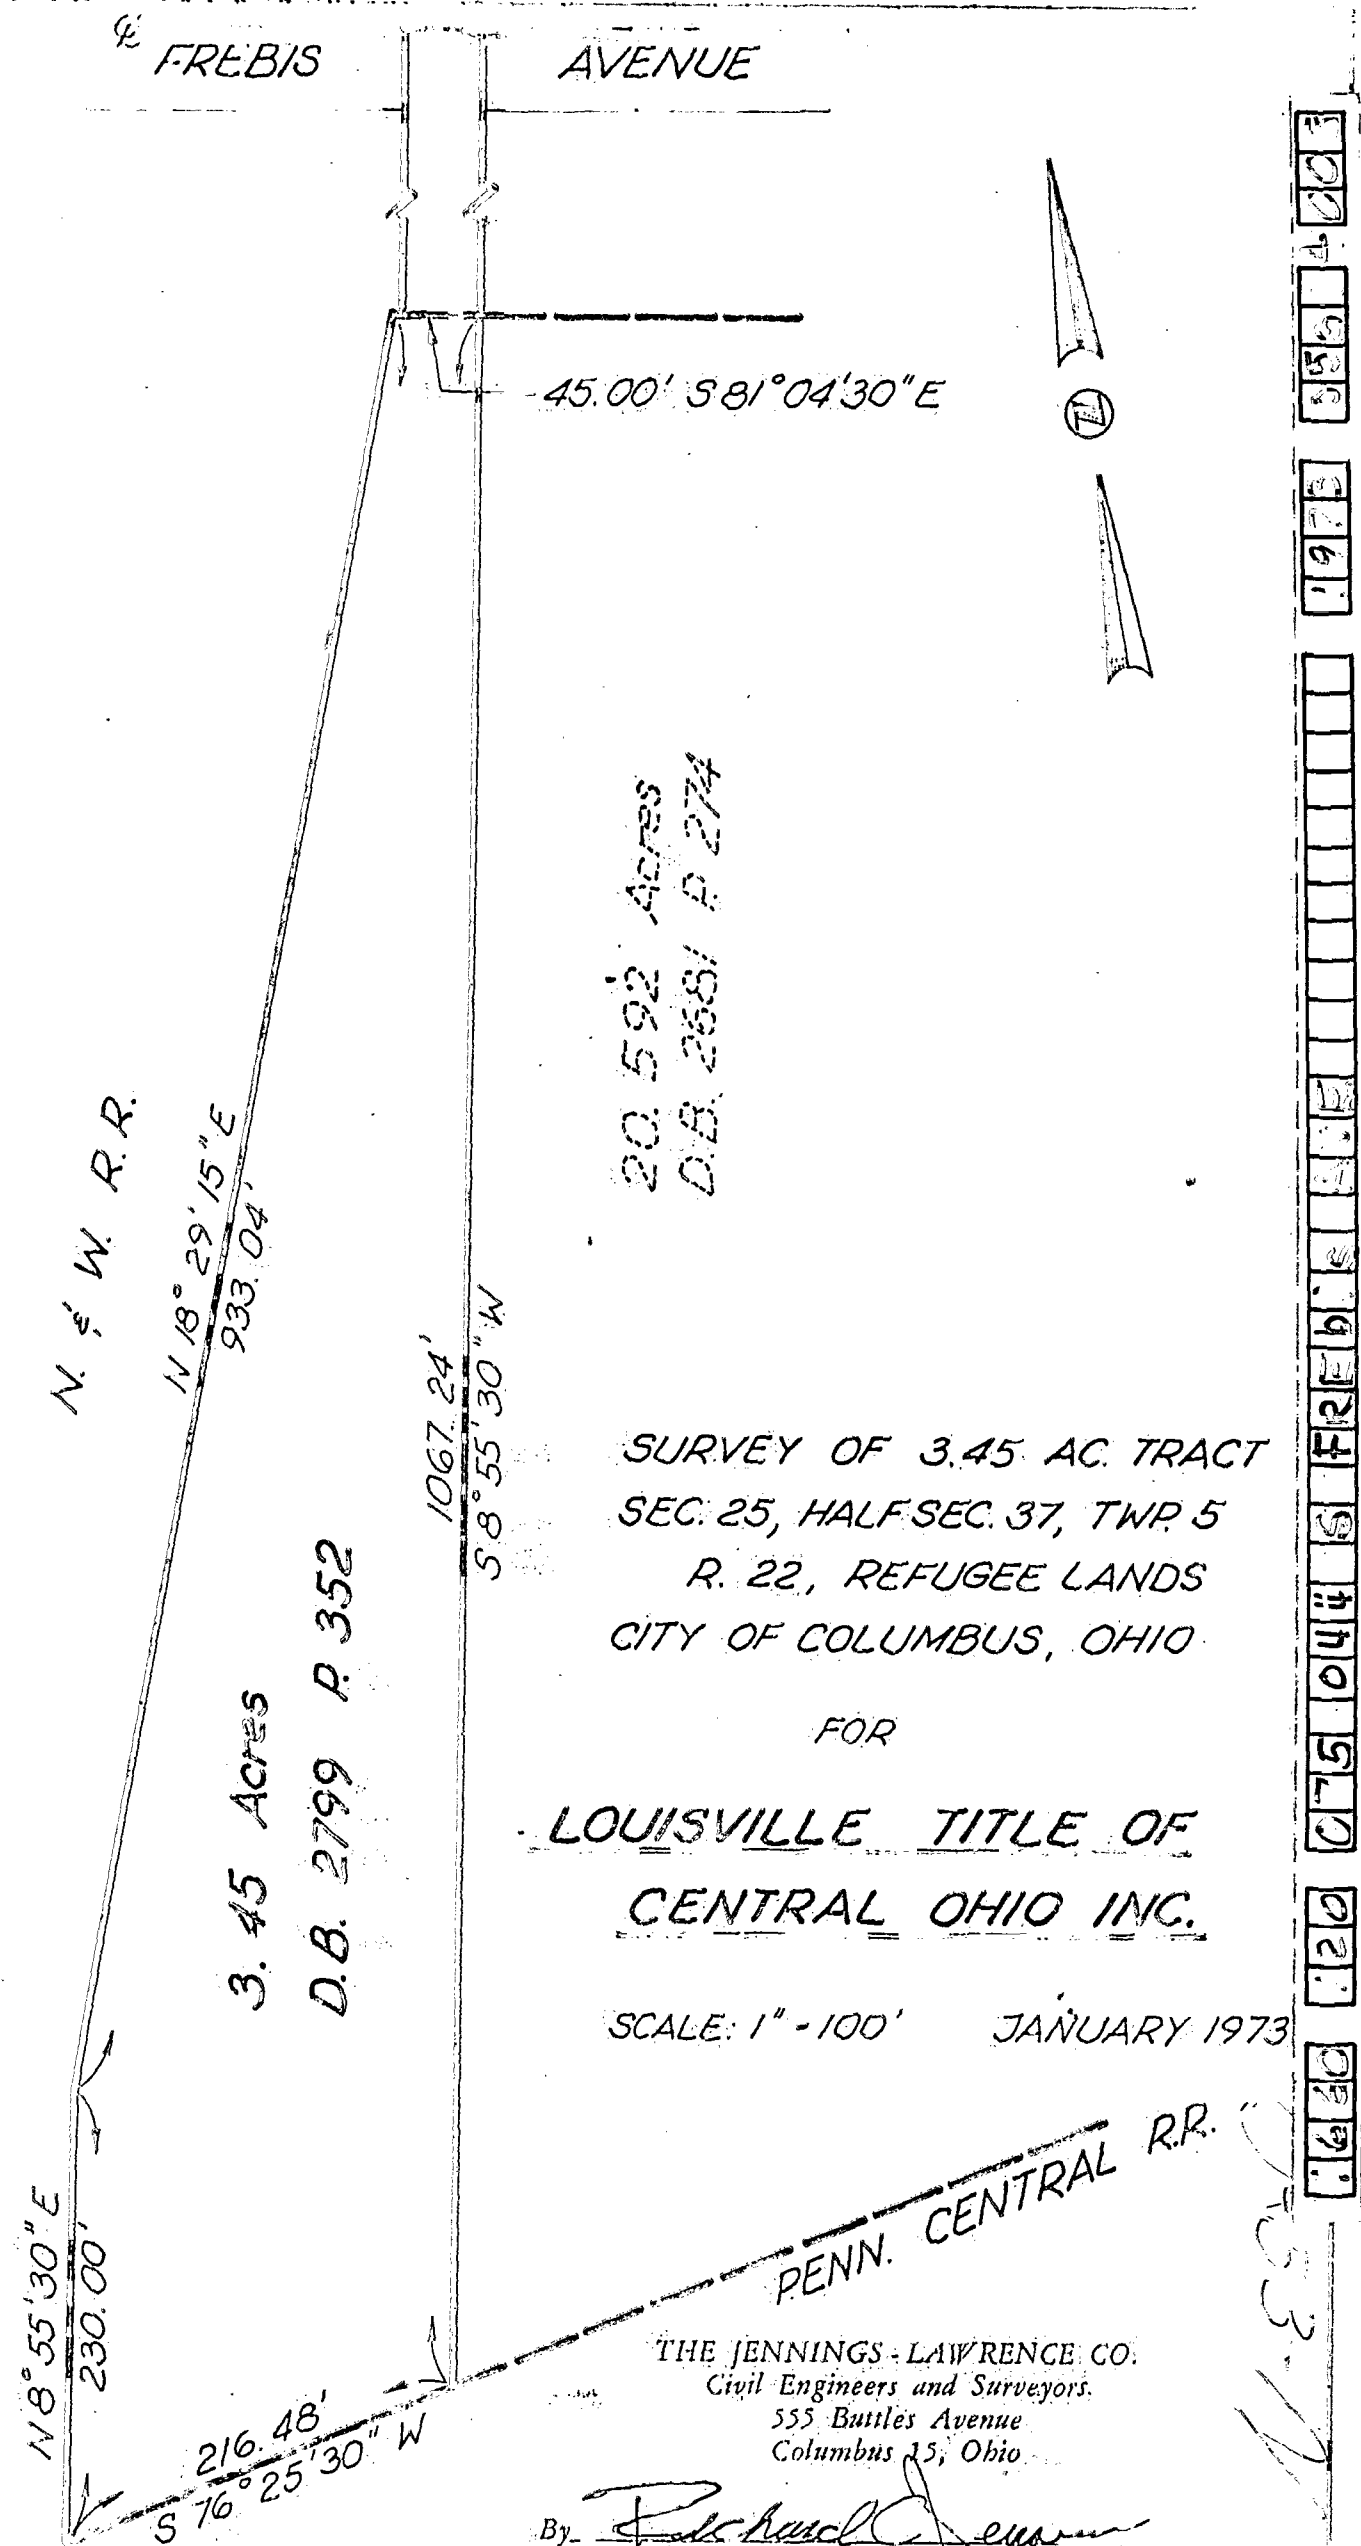 ℄ FREBIS AVENUE
45.00' S 81°04'30" E
20.592 Acres
D.B. 2681 P. 274
N. & W. R.R.
N 18° 29' 15" E
933.04'
1067.24'
S 8° 55' 30" W
SURVEY OF 3.45 AC. TRACT
SEC. 25, HALF SEC. 37, TWP. 5
R. 22, REFUGEE LANDS
CITY OF COLUMBUS, OHIO
FOR
LOUISVILLE TITLE OF
CENTRAL OHIO INC.
3.45 Acres
D.B. 2799 P. 352
SCALE: 1" - 100' JANUARY 1973
PENN. CENTRAL R.R.
N 8° 55' 30" E
230.00'
216.48'
S 76° 25' 30" W
THE JENNINGS - LAWRENCE CO.
Civil Engineers and Surveyors
555 Buttles Avenue
Columbus 15, Ohio
By